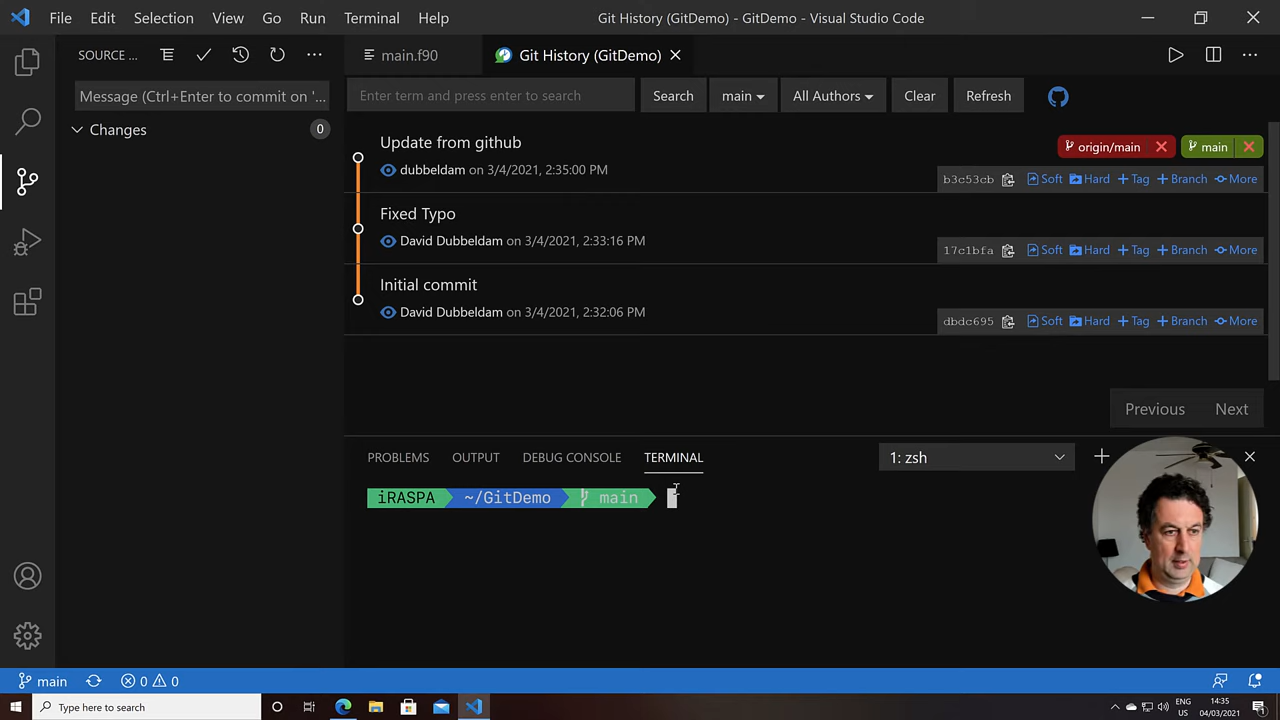 File Edit Selection View Go Run Terminal Help Git History (GitDemo) - GitDemo - Visual Studio Code
SOURCE ... main.f90 Git History (GitDemo)
Message (Ctrl+Enter to commit on '... Enter term and press enter to search Search main All Authors Clear Refresh
Changes 0
Update from github origin/main main
dubbeldam on 3/4/2021, 2:35:00 PM b3c53cb Soft Hard +Tag +Branch More
Fixed Typo
David Dubbeldam on 3/4/2021, 2:33:16 PM 17c1bfa Soft Hard +Tag +Branch More
Initial commit
David Dubbeldam on 3/4/2021, 2:32:06 PM dbdc695 Soft Hard +Tag +Branch More
Previous Next
PROBLEMS OUTPUT DEBUG CONSOLE TERMINAL 1: zsh
iRASPA ~/GitDemo main
main 0 0
Type here to search ENG 14:35
US 04/03/2021